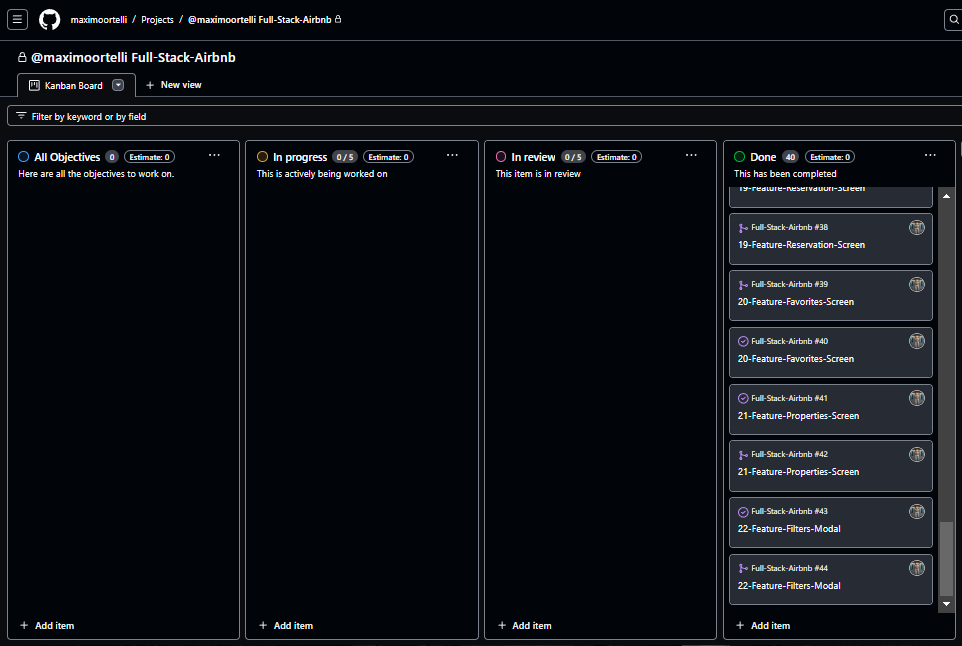 maximoortelli / Projects / @maximoortelli Full-Stack-Airbnb
@maximoortelli Full-Stack-Airbnb
Kanban Board
+ New view
Filter by keyword or by field
All Objectives 0 Estimate: 0 ...
Here are all the objectives to work on.
+ Add item
In progress 0 / 5 Estimate: 0 ...
This is actively being worked on
+ Add item
In review 0 / 5 Estimate: 0 ...
This item is in review
+ Add item
Done 40 Estimate: 0 ...
This has been completed
19-Feature-Reservation-Screen
Full-Stack-Airbnb #38
19-Feature-Reservation-Screen
Full-Stack-Airbnb #39
20-Feature-Favorites-Screen
Full-Stack-Airbnb #40
20-Feature-Favorites-Screen
Full-Stack-Airbnb #41
21-Feature-Properties-Screen
Full-Stack-Airbnb #42
21-Feature-Properties-Screen
Full-Stack-Airbnb #43
22-Feature-Filters-Modal
Full-Stack-Airbnb #44
22-Feature-Filters-Modal
+ Add item